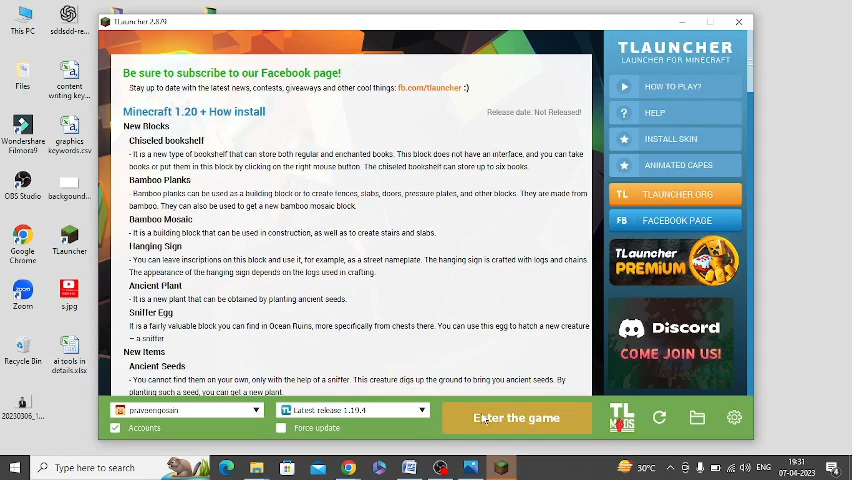 TLauncher 2.879
This PC
sddsdd-re...
Files
content
writing key...
Wondershare
Filmora9
graphics
keywords.csv
OBS Studio
backgound...
Google
Chrome
TLauncher
Zoom
s.jpg
Recycle Bin
ai tools in
details.xl...
20230306_1...
Be sure to subscribe to our Facebook page!
Stay up to date with the latest news, contests, giveaways and other cool things: fb.com/tlauncher :)
Minecraft 1.20 + How install
Release date: Not Released!
New Blocks
Chiseled bookshelf
- It is a new type of bookshelf that can store both regular and enchanted books. This block does not have an interface, and you can take
books or put them in this block by clicking on the right mouse button. The chiseled bookshelf can store up to six books.
Bamboo Planks
- Bamboo planks can be used as a building block or to create fences, slabs, doors, pressure plates, and other blocks. They are made from
bamboo. They can also be used to get a new bamboo mosaic block.
Bamboo Mosaic
- It is a building block that can be used in construction, as well as to create stairs and slabs.
Hanging Sign
- You can leave inscriptions on this block and use it, for example, as a street nameplate. The hanging sign is crafted with logs and chains.
The appearance of the hanging sign depends on the logs used in crafting.
Ancient Plant
- It is a new plant that can be obtained by planting ancient seeds.
Sniffer Egg
It is a fairly valuable block you can find in Ocean Ruins, more specifically from chests there. You can use this egg to hatch a new creature
– a sniffer.
New Items
Ancient Seeds
- You cannot find them on your own, only with the help of a sniffer. This creature digs up the ground to bring you ancient seeds. By
planting such a seed, you can get a new plant.
TLAUNCHER
LAUNCHER FOR MINECRAFT
HOW TO PLAY?
? HELP
INSTALL SKIN
ANIMATED CAPES
TL TLAUNCHER.ORG
FB FACEBOOK PAGE
TLauncher
PREMIUM
Discord
COME JOIN US!
praveengosain
Latest release 1.19.4
Enter the game
TL
MODS
Accounts
Force update
Type here to search
30°C
ENG
19:31
07-04-2023